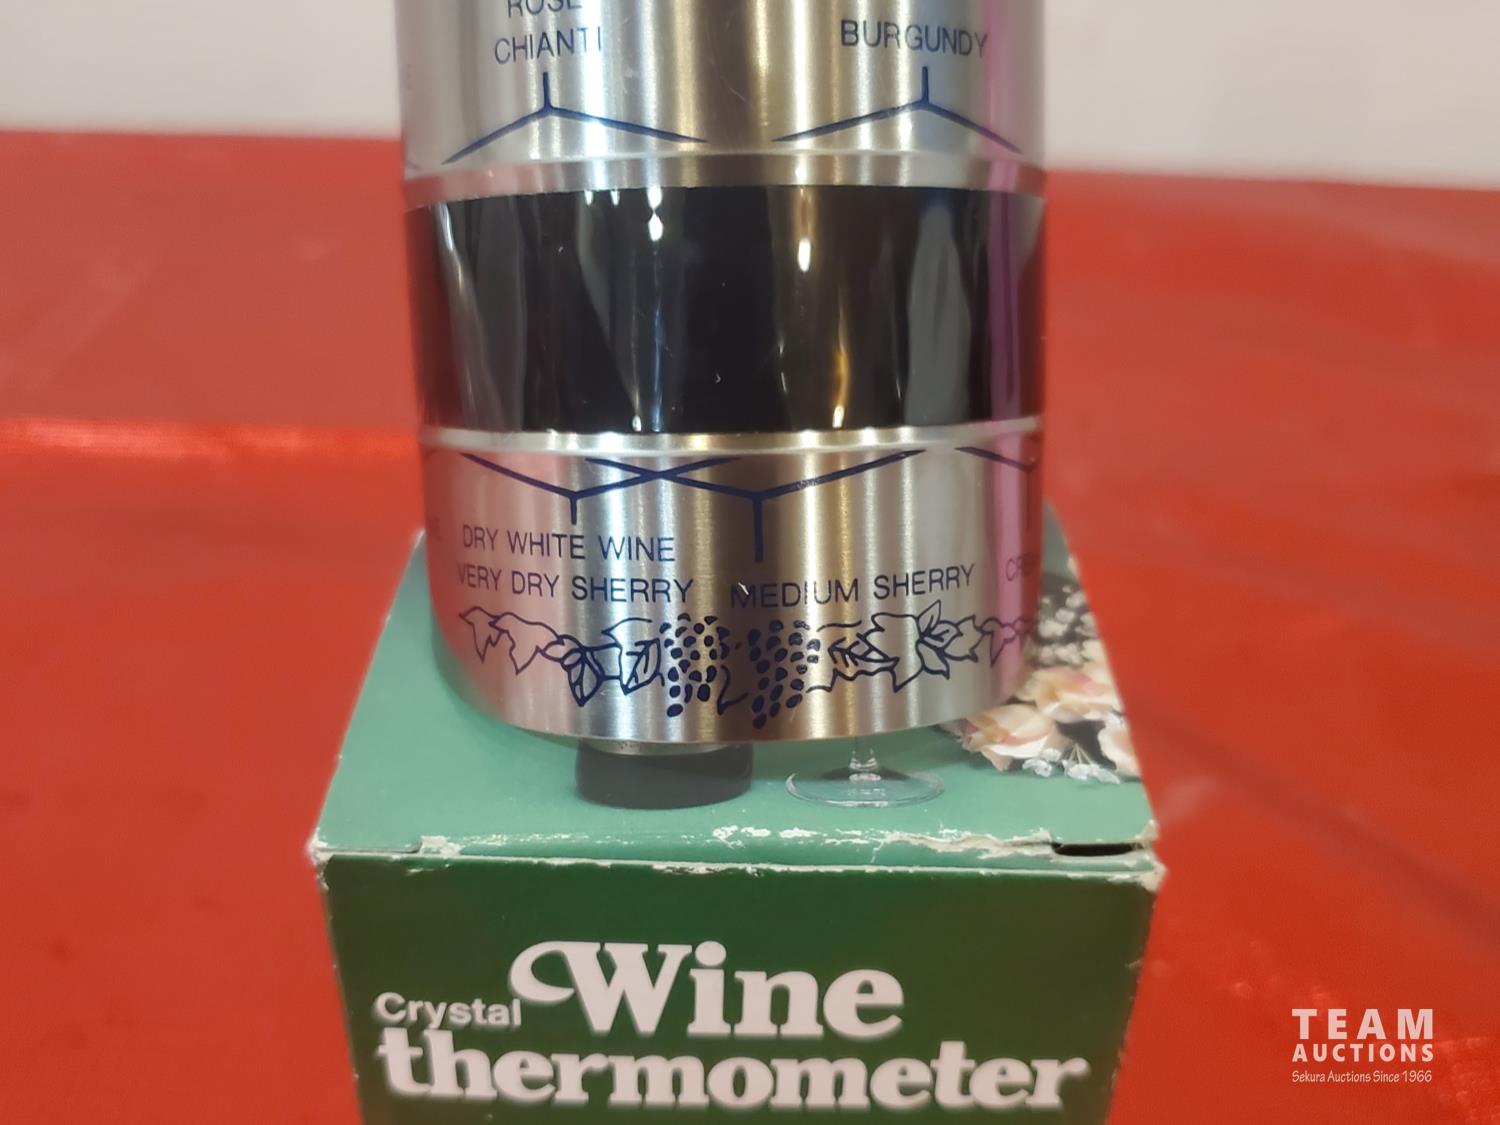 ROSE
CHIANTI
BURGUNDY
DRY WHITE WINE
VERY DRY SHERRY
MEDIUM SHERRY
Crystal Wine
thermometer
TEAM
AUCTIONS
Sekura Auctions Since 1966